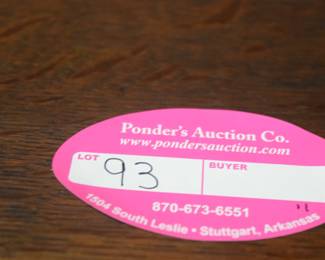 Ponder's Auction Co.
www.pondersauction.com
LOT 93 BUYER
870-673-6551
1504 South Leslie • Stuttgart, Arkansas